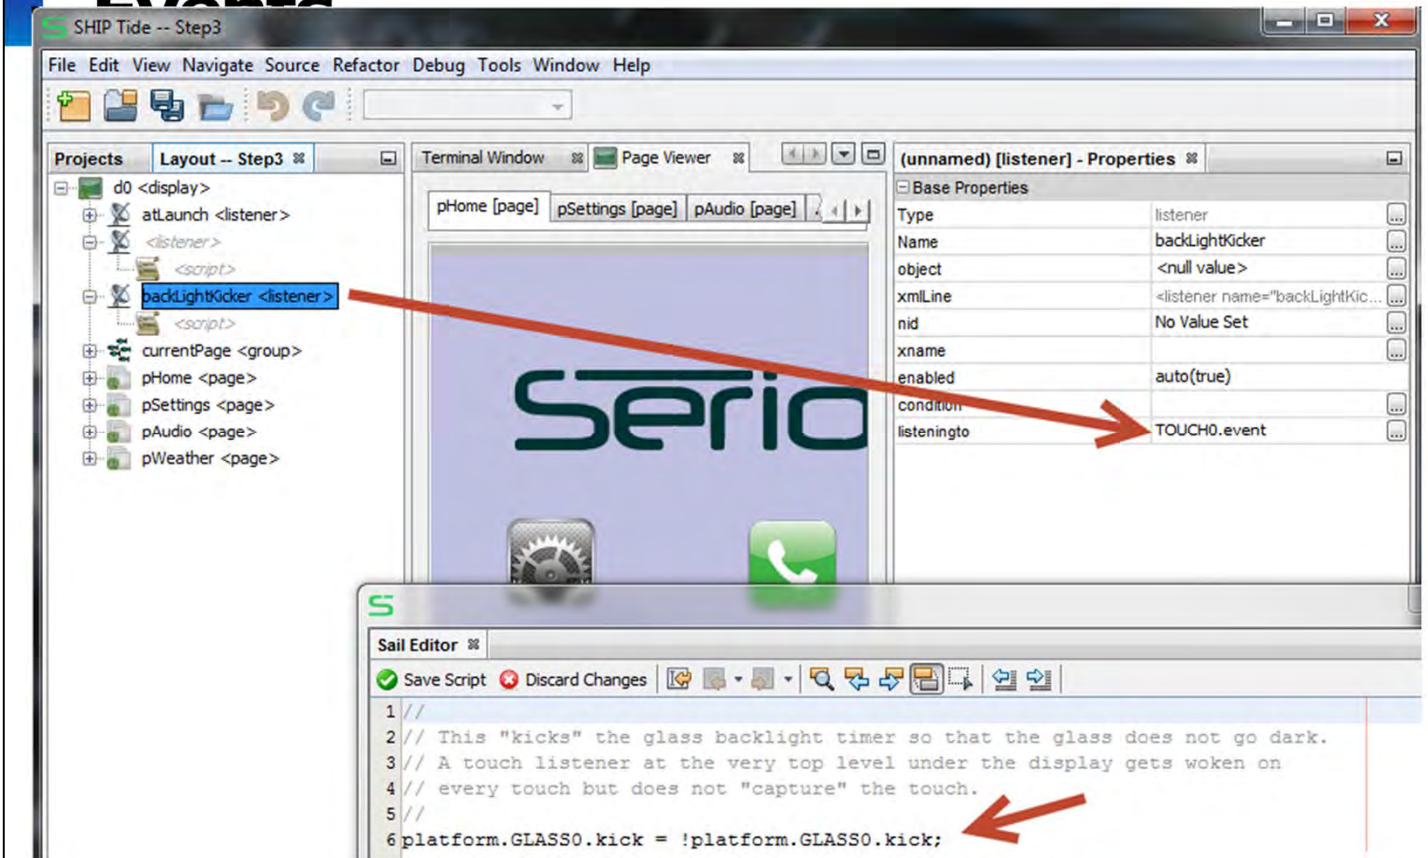 Events
SHIP Tide -- Step3
File Edit View Navigate Source Refactor Debug Tools Window Help
Projects Layout -- Step3
d0 <display>
atLaunch <listener>
<listener>
<script>
backLightKicker <listener>
<script>
currentPage <group>
pHome <page>
pSettings <page>
pAudio <page>
pWeather <page>
Terminal Window Page Viewer
pHome [page] pSettings [page] pAudio [page]
Serio
(unnamed) [listener] - Properties
Base Properties
Type listener ...
Name backLightKicker ...
object <null value> ...
xmlLine <listener name="backLightKic... ...
nid No Value Set ...
xname ...
enabled auto(true)
condition ...
listeningto TOUCH0.event ...
Sail Editor
Save Script Discard Changes
1 //
2 // This "kicks" the glass backlight timer so that the glass does not go dark.
3 // A touch listener at the very top level under the display gets woken on
4 // every touch but does not "capture" the touch.
5 //
6 platform.GLASS0.kick = !platform.GLASS0.kick;